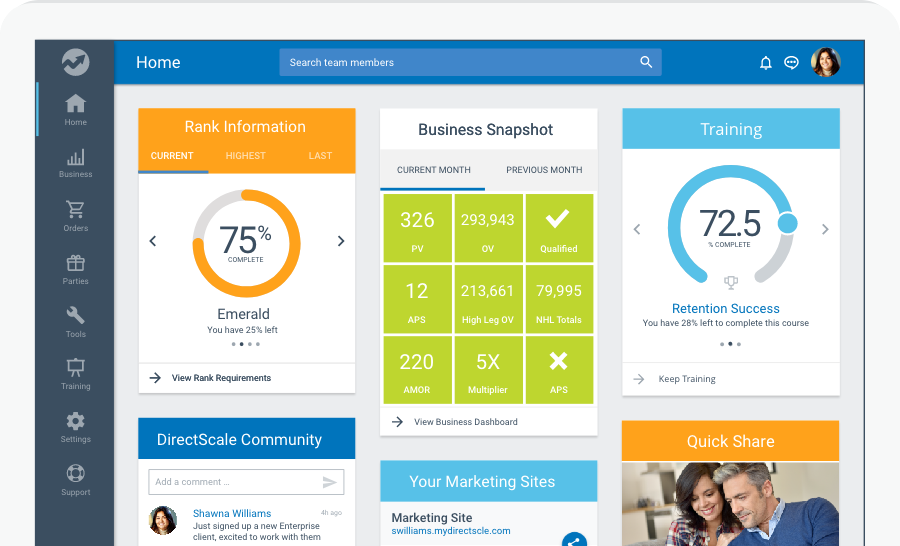 Home
Search team members
Home
Business
Orders
Parties
Tools
Training
Settings
Support
Rank Information
CURRENT HIGHEST LAST
75%
COMPLETE
Emerald
You have 25% left
View Rank Requirements
DirectScale Community
Add a comment ...
Shawna Williams 4h ago
Just signed up a new Enterprise
client, excited to work with them
Business Snapshot
CURRENT MONTH PREVIOUS MONTH
326 293,943
PV OV Qualified
12 213,661 79,995
APS High Leg OV NHL Totals
220 5X
AMOR Multiplier APS
View Business Dashboard
Your Marketing Sites
Marketing Site
swilliams.mydirectscle.com
Training
72.5
% COMPLETE
Retention Success
You have 28% left to complete this course
Keep Training
Quick Share